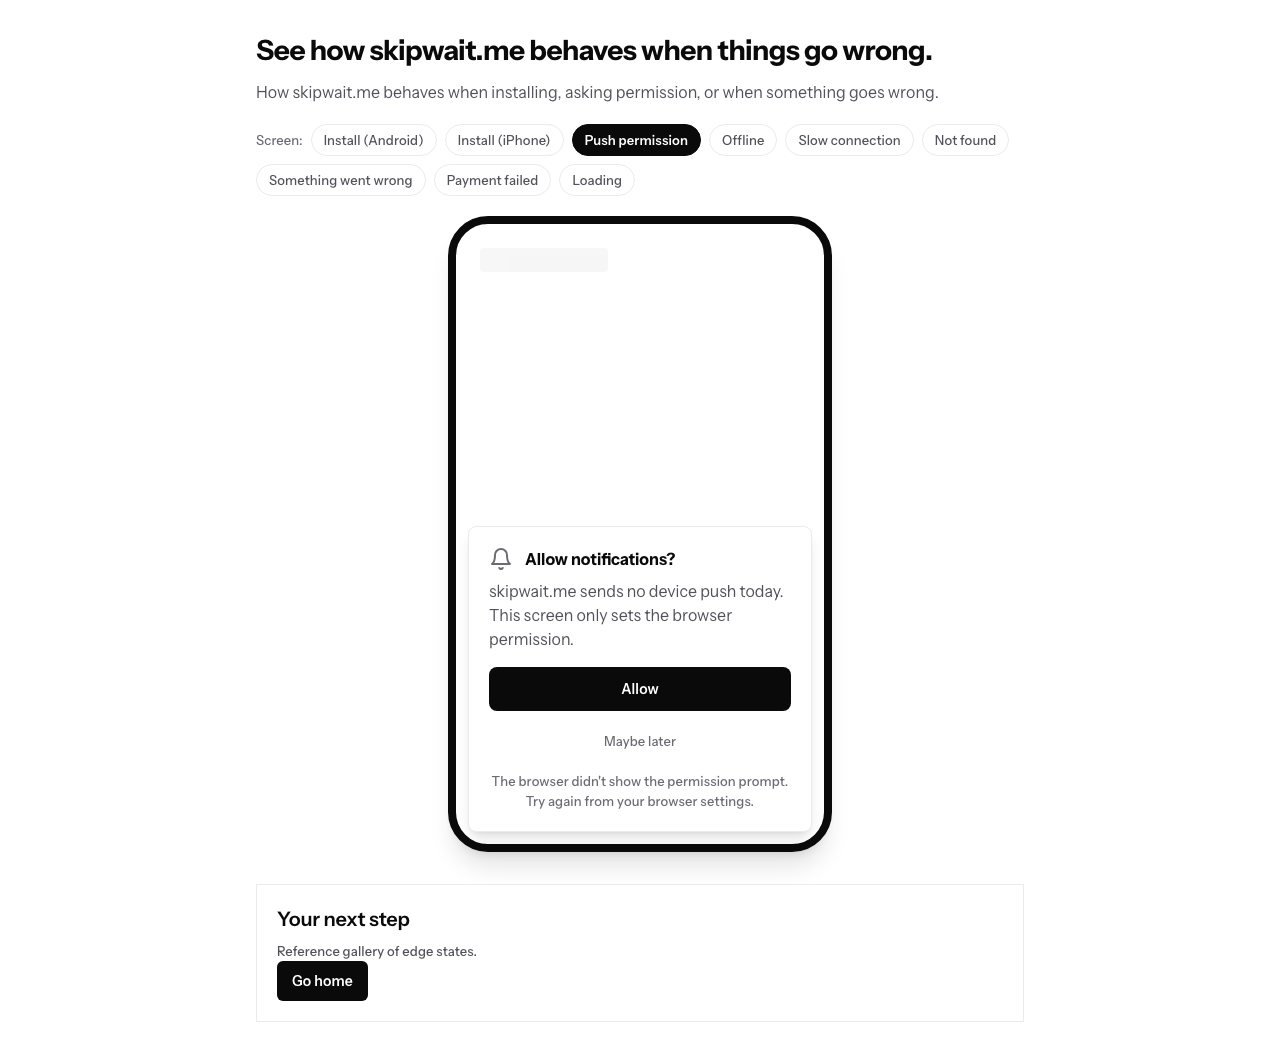 See how skipwait.me behaves when things go wrong.
How skipwait.me behaves when installing, asking permission, or when something goes wrong.
Screen: Install (Android) Install (iPhone) Push permission Offline Slow connection Not found
Something went wrong Payment failed Loading
Allow notifications?
skipwait.me sends no device push today.
This screen only sets the browser
permission.
Allow
Maybe later
The browser didn't show the permission prompt.
Try again from your browser settings.
Your next step
Reference gallery of edge states.
Go home